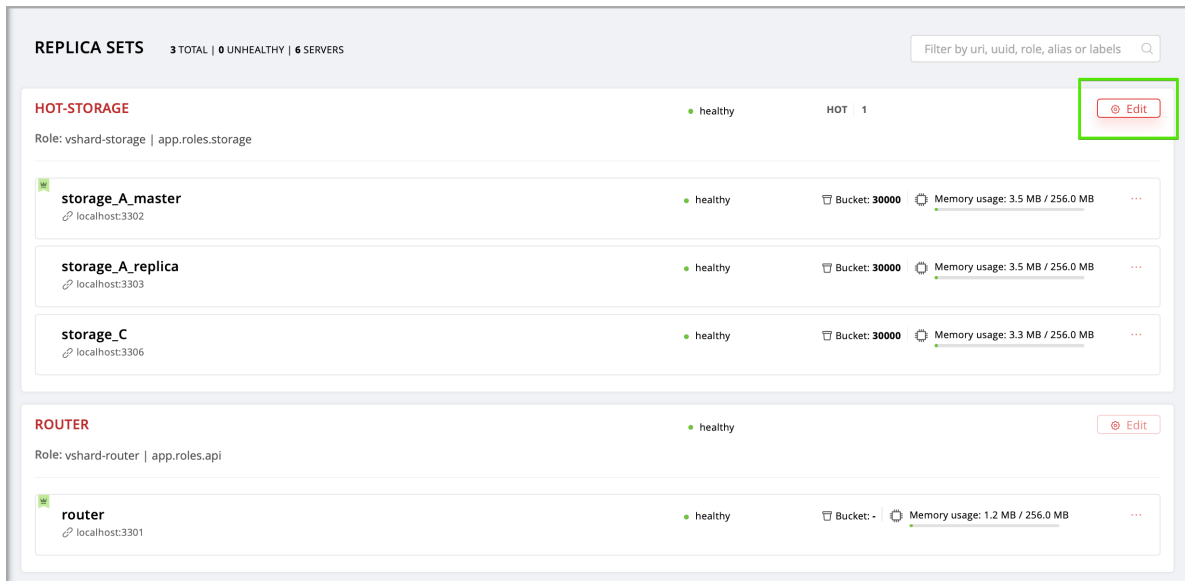 REPLICA SETS 3 TOTAL | 0 UNHEALTHY | 6 SERVERS Filter by uri, uuid, role, alias or labels
HOT-STORAGE healthy HOT 1 Edit
Role: vshard-storage | app.roles.storage
storage_A_master healthy Bucket: 30000 Memory usage: 3.5 MB / 256.0 MB ...
localhost:3302
storage_A_replica healthy Bucket: 30000 Memory usage: 3.5 MB / 256.0 MB ...
localhost:3303
storage_C healthy Bucket: 30000 Memory usage: 3.3 MB / 256.0 MB ...
localhost:3306
ROUTER healthy Edit
Role: vshard-router | app.roles.api
router healthy Bucket: - Memory usage: 1.2 MB / 256.0 MB ...
localhost:3301